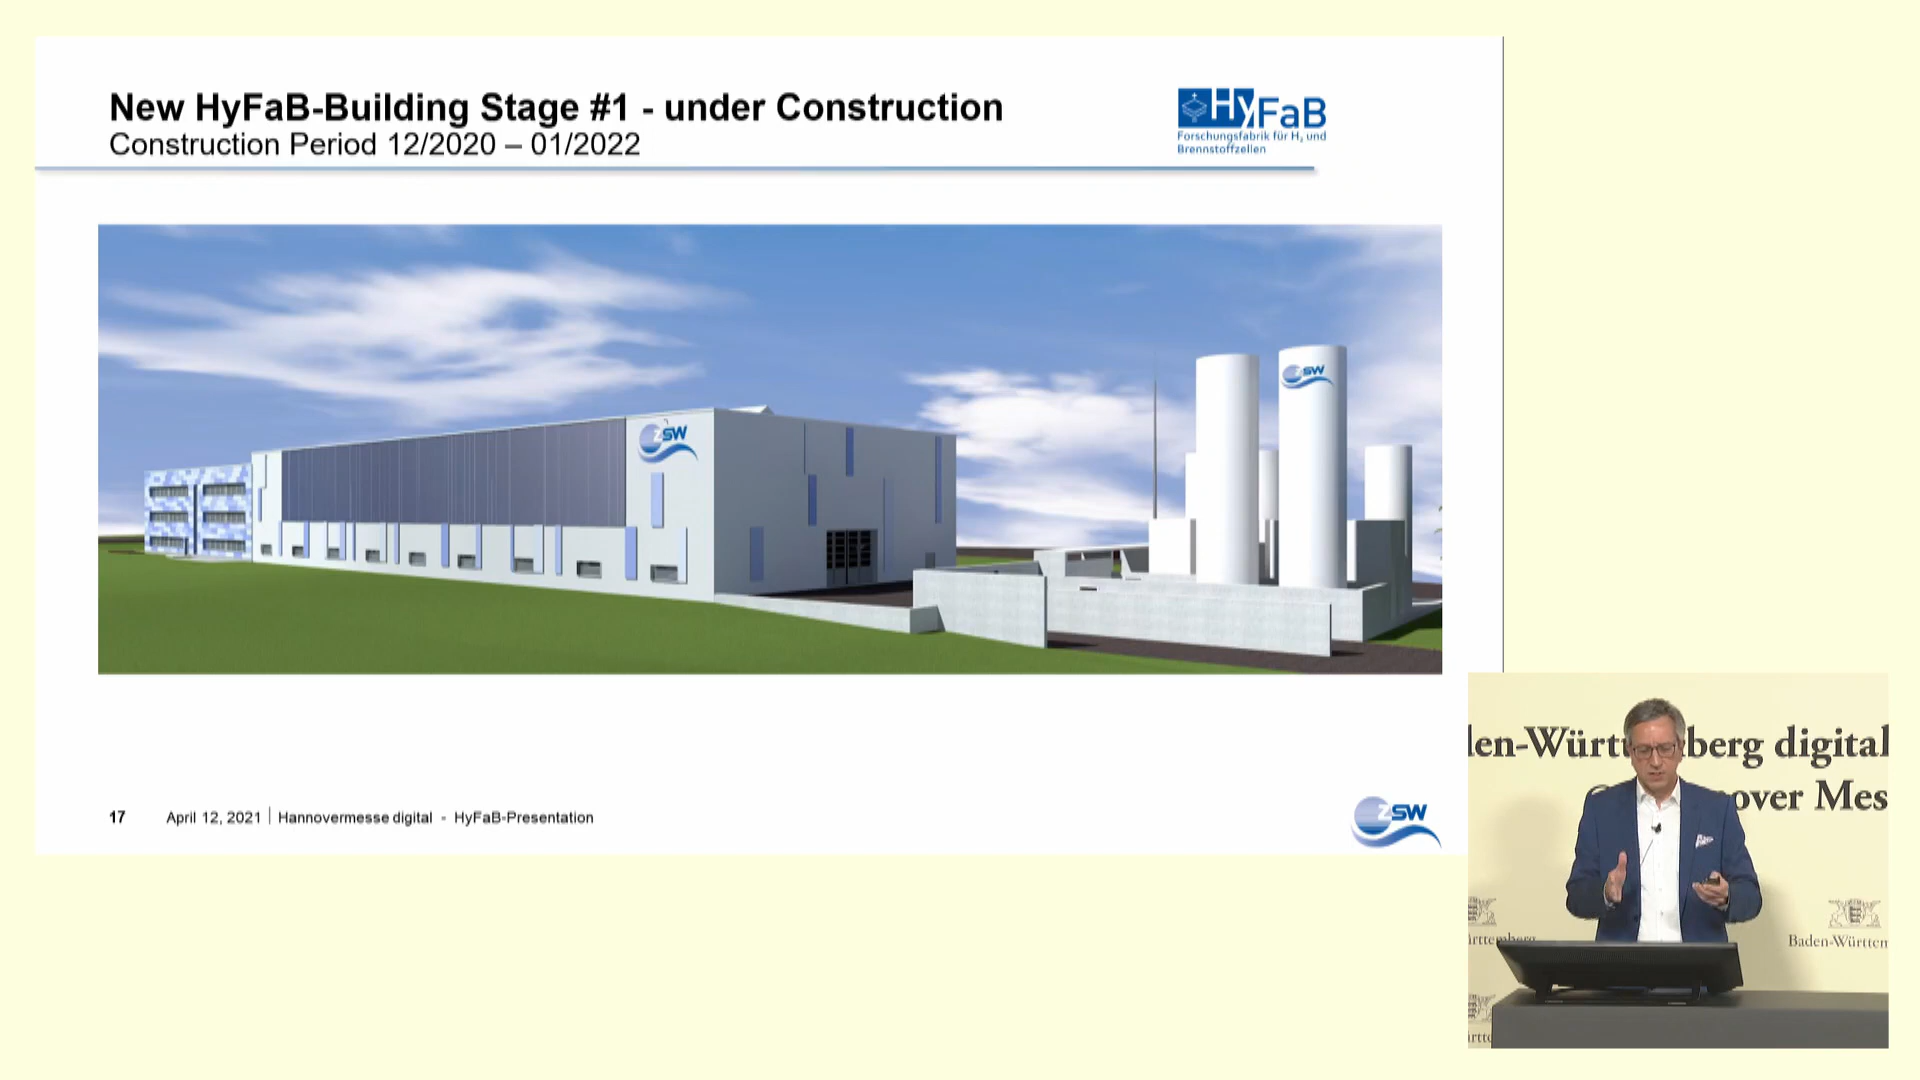 New HyFaB-Building Stage #1 - under Construction
Construction Period 12/2020 – 01/2022
HyFaB
Forschungsfabrik für H₂ und
Brennstoffzellen
ZSW
ZSW
17 April 12, 2021 | Hannovermesse digital - HyFaB-Presentation
ZSW
berg digital
over Mes
Baden-Württem